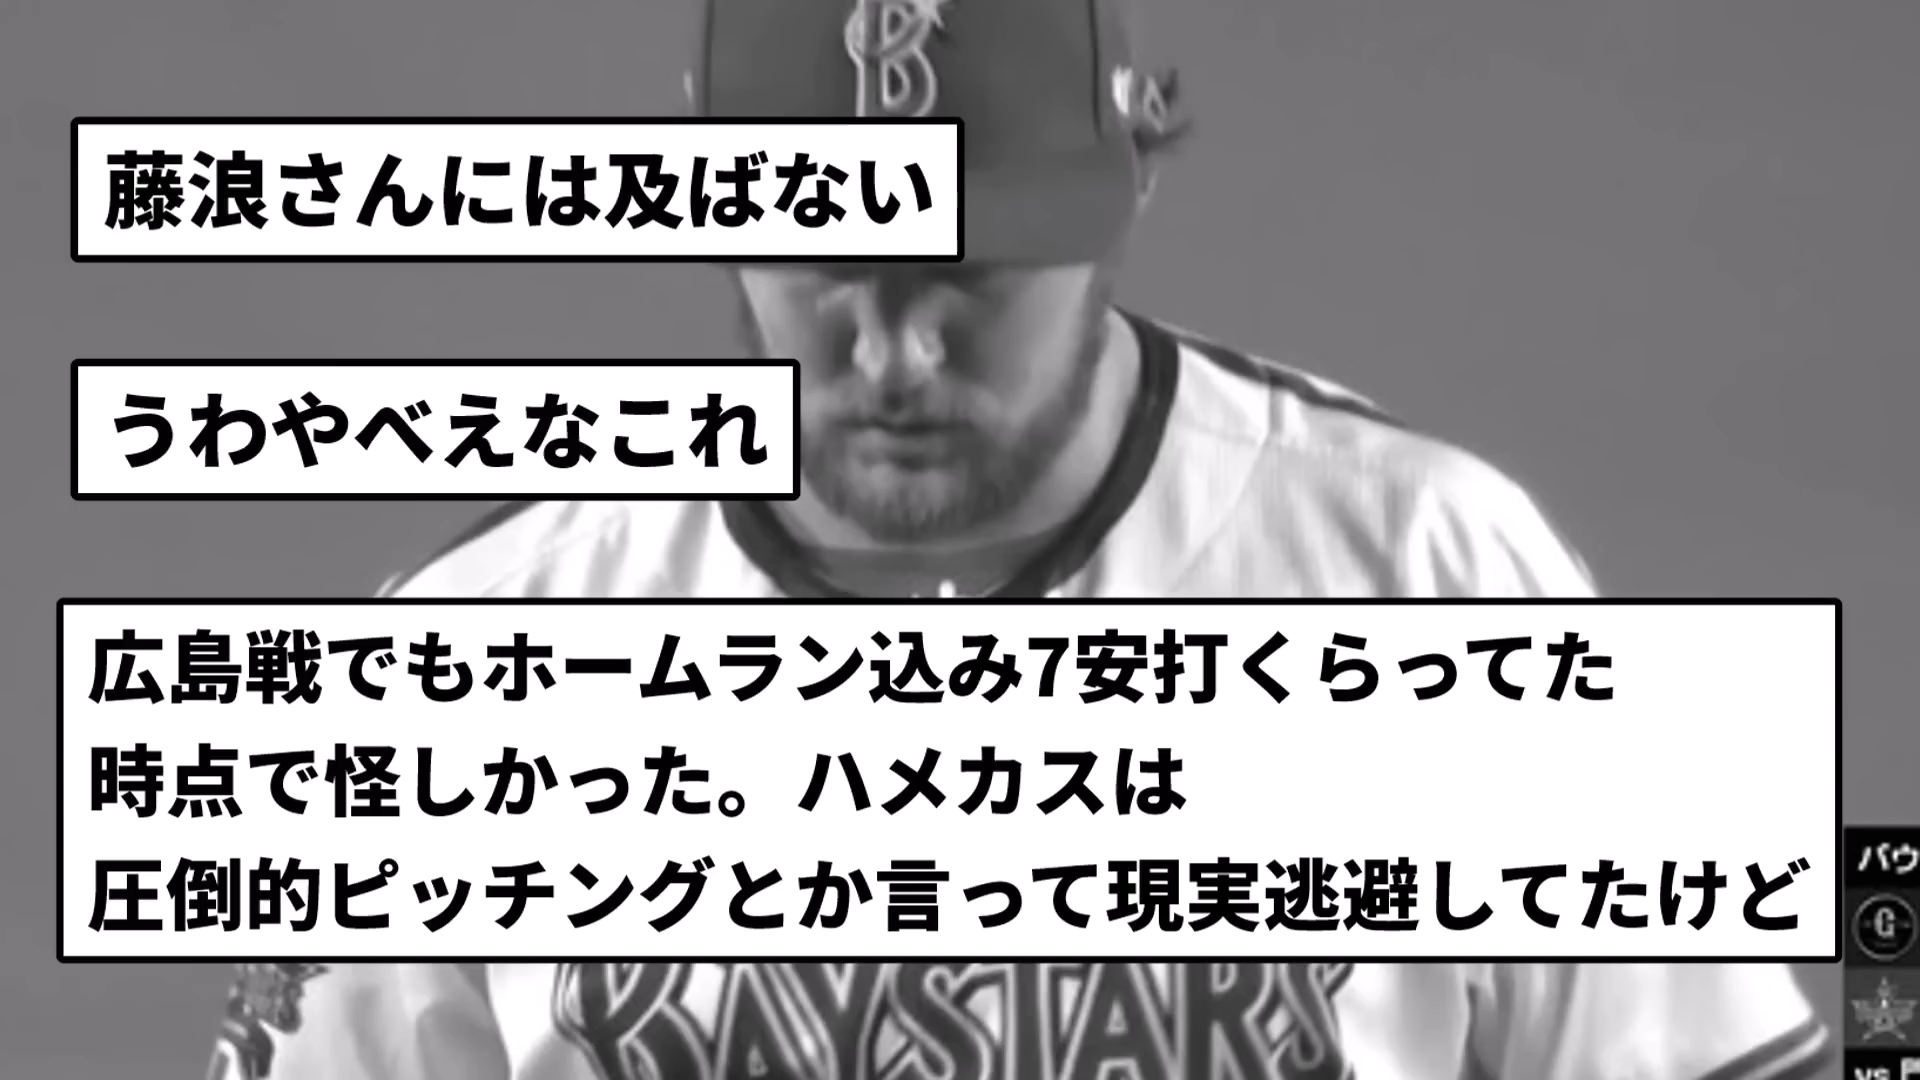 B
藤浪さんには及ばない
うわやべえなこれ
広島戦でもホームラン込み7安打くらってた
時点で怪しかった。ハメカスは
圧倒的ピッチングとか言って現実逃避してたけど
バウ
G
BAYSTARS
vs